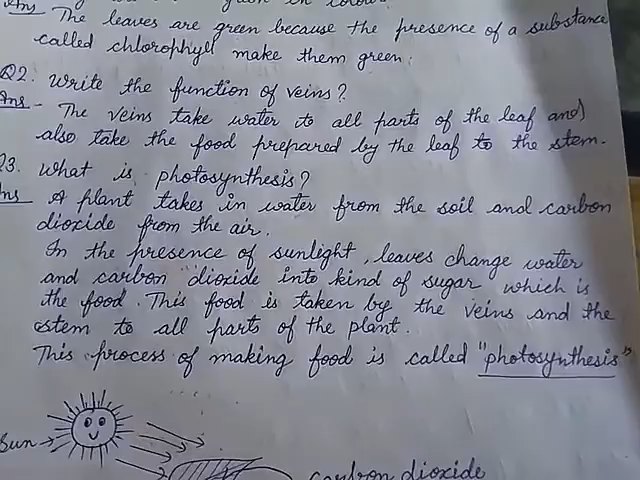 Ans The leaves are green because the presence of a substance
called chlorophyll make them green.
Q2. Write the function of veins?
Ans - The veins take water to all parts of the leaf and
also take the food prepared by the leaf to the stem.
Q3. What is photosynthesis?
Ans A plant takes in water from the soil and carbon
dioxide from the air.
In the presence of sunlight, leaves change water
and carbon dioxide into kind of sugar which is
the food. This food is taken by the veins and the
stem to all parts of the plant.
This process of making food is called "photosynthesis"
Sun
carbon dioxide